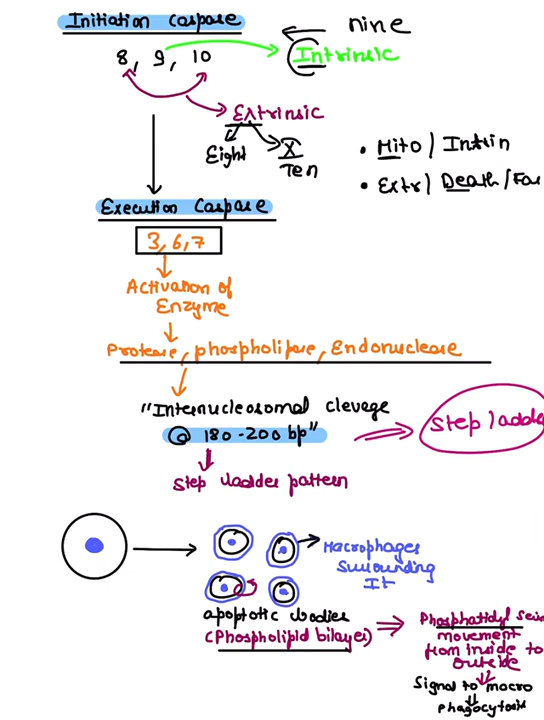 Initiation caspase
nine
8, 9, 10
Intrinsic
Extrinsic
Eight
X
Ten
• Mito / Intrin
• Extr / Death / Fas
Execution Caspase
3, 6, 7
Activation of
Enzyme
Protease, phospholipase, Endonuclease
"Internucleosomal clevage
@ 180-200 bp"
Step ladde
Step ladder pattern
Macrophages
Surrounding
It
apoptotic bodies
(Phospholipid bilayer)
Phosphatidyl Seri
movement
from inside to
outside
Signal to macro
phagocytosis